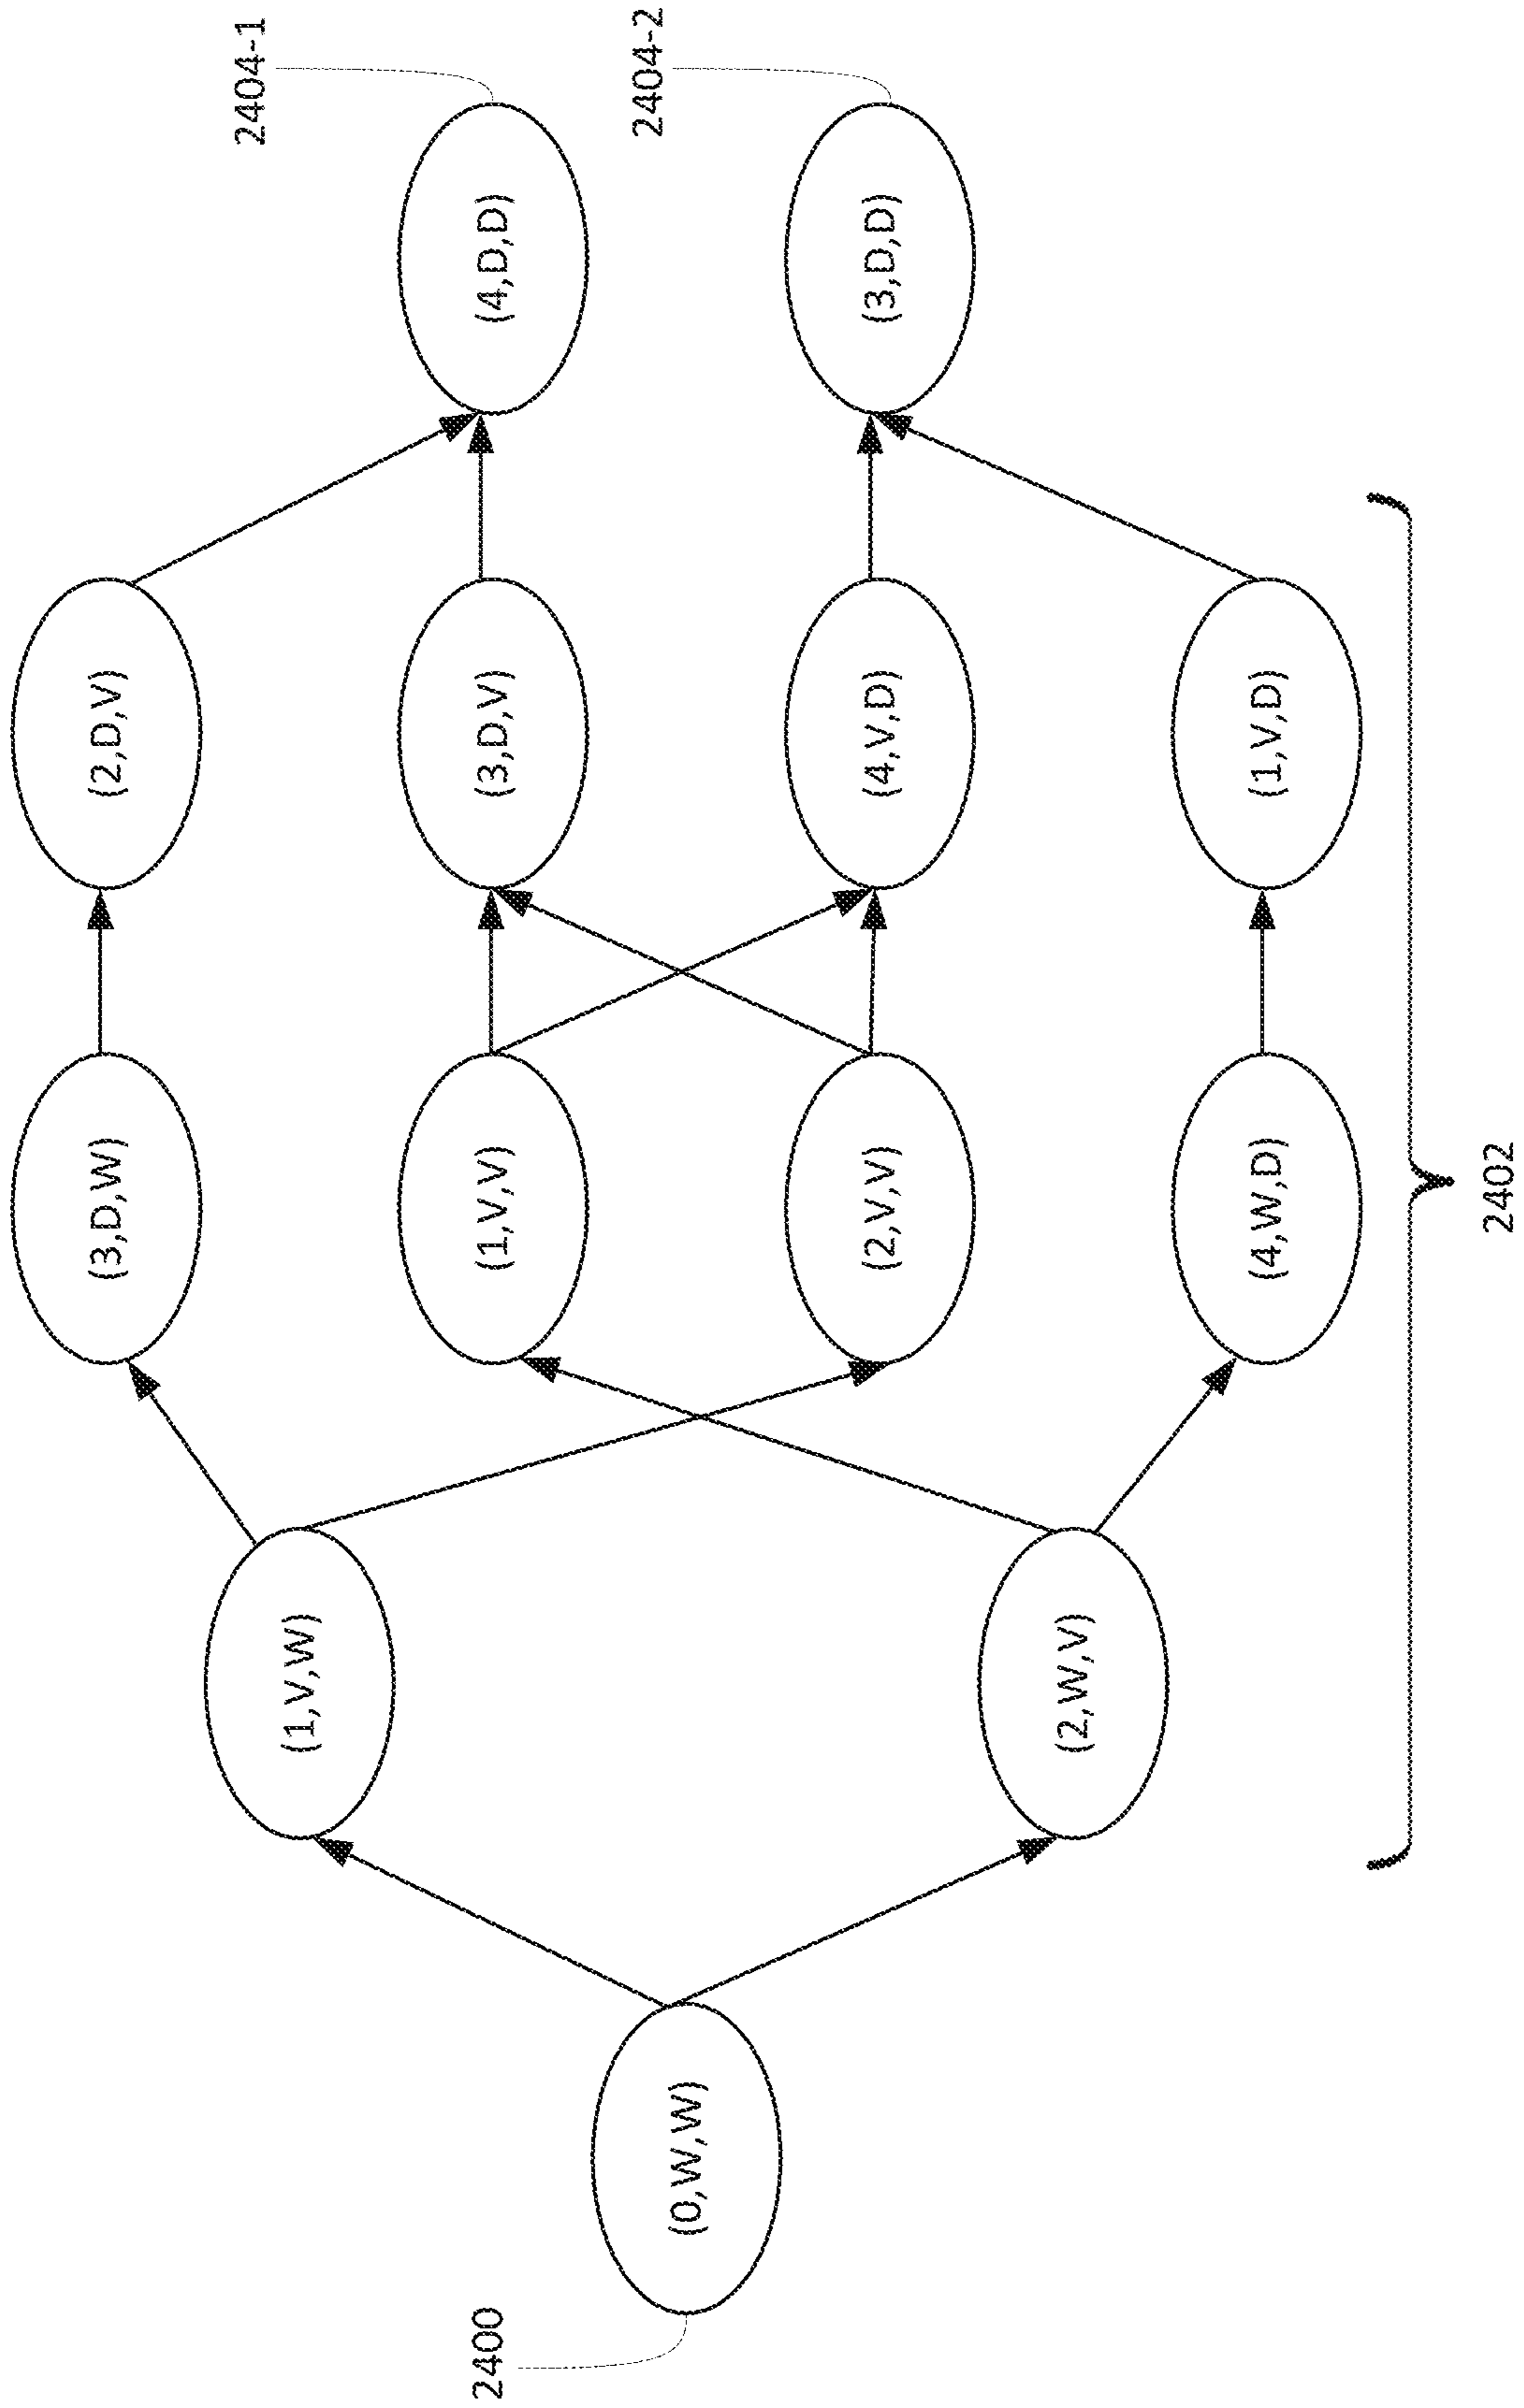 2400
(0,W,W)
(1,V,W)
(2,W,V)
(3,D,W)
(1,V,V)
(2,V,V)
(4,W,D)
(2,D,V)
(3,D,V)
(4,V,D)
(1,V,D)
(4,D,D)
(3,D,D)
2404-1
2404-2
2402